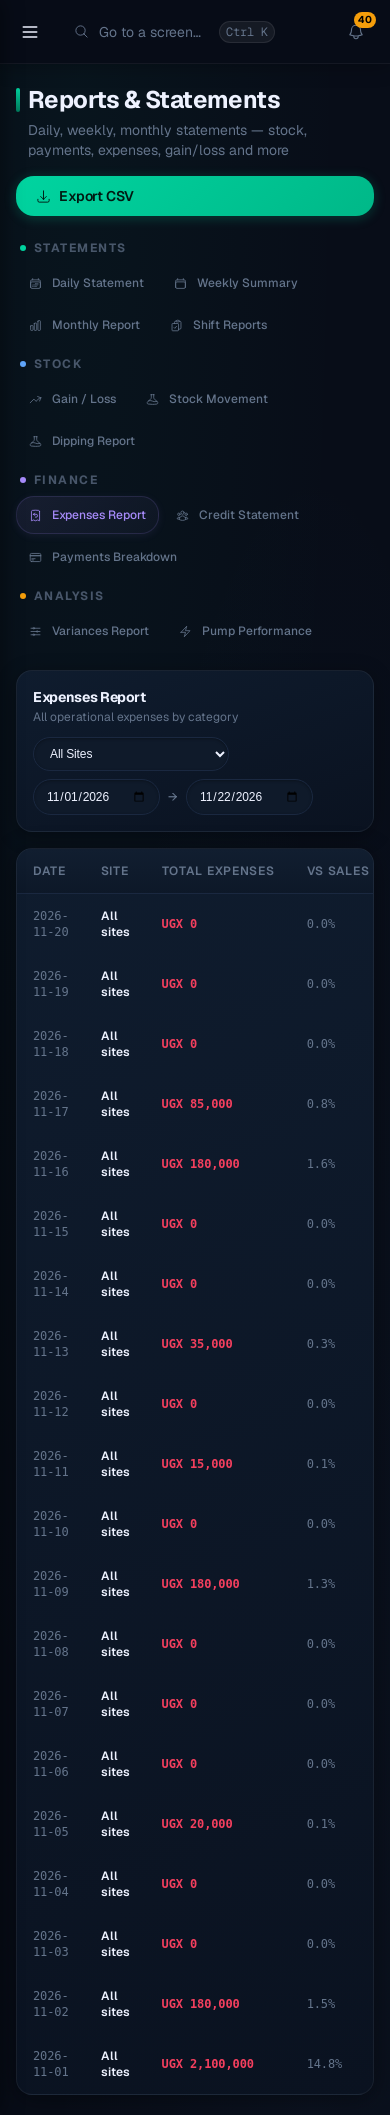 Go to a screen... Ctrl K 40
Reports & Statements
Daily, weekly, monthly statements — stock,
payments, expenses, gain/loss and more
Export CSV
STATEMENTS
Daily Statement Weekly Summary
Monthly Report Shift Reports
STOCK
Gain / Loss Stock Movement
Dipping Report
FINANCE
Expenses Report Credit Statement
Payments Breakdown
ANALYSIS
Variances Report Pump Performance
Expenses Report
All operational expenses by category
All Sites
11/01/2026 → 11/22/2026
DATE SITE TOTAL EXPENSES VS SALES
2026-11-20 All sites UGX 0 0.0%
2026-11-19 All sites UGX 0 0.0%
2026-11-18 All sites UGX 0 0.0%
2026-11-17 All sites UGX 85,000 0.8%
2026-11-16 All sites UGX 180,000 1.6%
2026-11-15 All sites UGX 0 0.0%
2026-11-14 All sites UGX 0 0.0%
2026-11-13 All sites UGX 35,000 0.3%
2026-11-12 All sites UGX 0 0.0%
2026-11-11 All sites UGX 15,000 0.1%
2026-11-10 All sites UGX 0 0.0%
2026-11-09 All sites UGX 180,000 1.3%
2026-11-08 All sites UGX 0 0.0%
2026-11-07 All sites UGX 0 0.0%
2026-11-06 All sites UGX 0 0.0%
2026-11-05 All sites UGX 20,000 0.1%
2026-11-04 All sites UGX 0 0.0%
2026-11-03 All sites UGX 0 0.0%
2026-11-02 All sites UGX 180,000 1.5%
2026-11-01 All sites UGX 2,100,000 14.8%